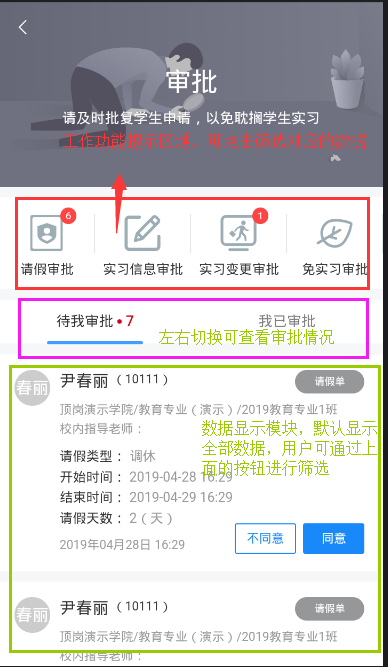 审批
请及时批复学生申请，以免耽搁学生实习
工作功能提示区域，可点击
6
1
请假审批
实习信息审批
实习变更审批
免实习审批
待我审批•7
我已审批
左右切换可查看审批情况
春丽
尹春丽（10111）
请假单
顶岗演示学院/教育专业（演示）/2019教育专业1班
校内指导老师：
数据显示模块，默认显示
全部数据，用户可通过上
面的按钮进行筛选
请假类型：调休
开始时间：2019-04-28 16:29
结束时间：2019-04-29 16:29
请假天数：2（天）
2019年04月28日 16:29
不同意
同意
春丽
尹春丽（10111）
请假单
顶岗演示学院/教育专业（演示）/2019教育专业1班
校内指导老师：